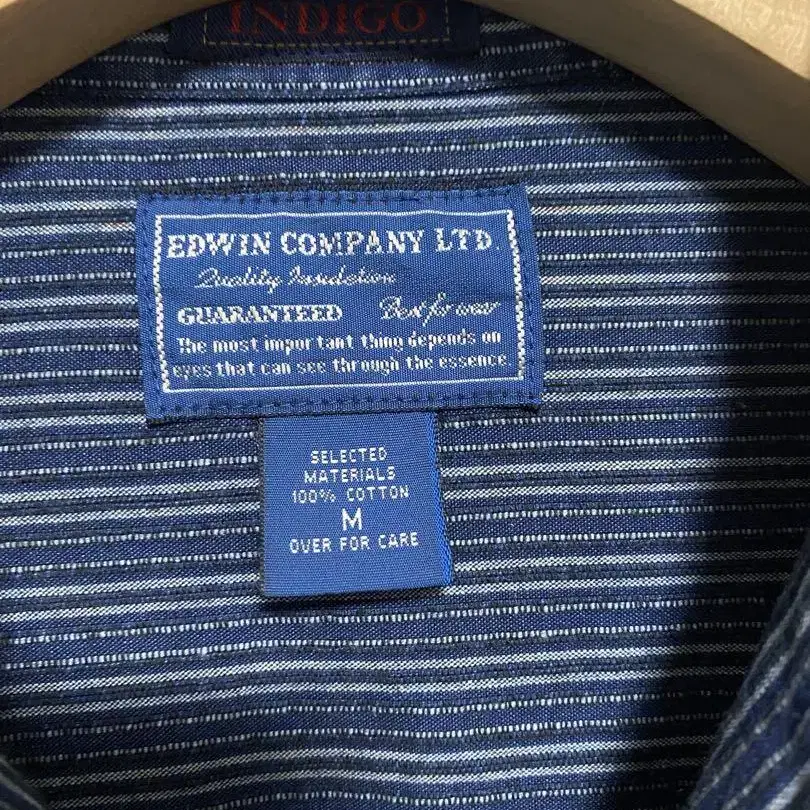 INDIGO
EDWIN COMPANY LTD.
Quality Insulation
GUARANTEED Best for wear
The most important thing depends on
eyes that can see through the essence.
SELECTED
MATERIALS
100% COTTON
M
OVER FOR CARE